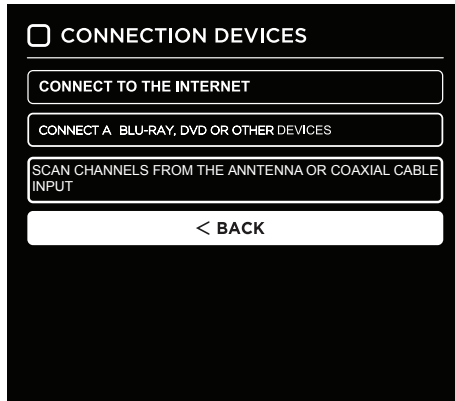 CONNECTION DEVICES
CONNECT TO THE INTERNET
CONNECT A BLU-RAY, DVD OR OTHER DEVICES
SCAN CHANNELS FROM THE ANNTENNA OR COAXIAL CABLE
INPUT
< BACK